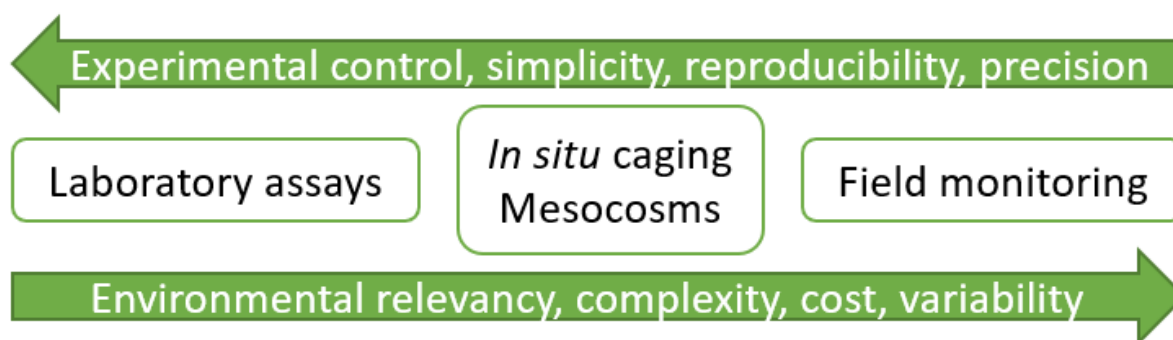 Experimental control, simplicity, reproducibility, precision
Laboratory assays
In situ caging
Mesocosms
Field monitoring
Environmental relevancy, complexity, cost, variability